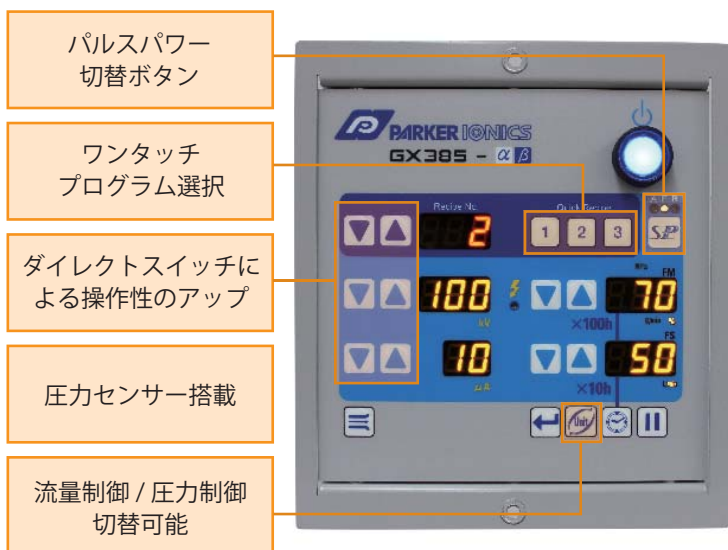 パルスパワー
切替ボタン
ワンタッチ
プログラム選択
ダイレクトスイッチに
よる操作性のアップ
圧力センサー搭載
流量制御 / 圧力制御
切替可能
PARKER IONICS
GX385 - α β
Recipe No.
1 2 3
2
100
kV
70
FM
×100h
10
μA
50
FS
×10h
Unit